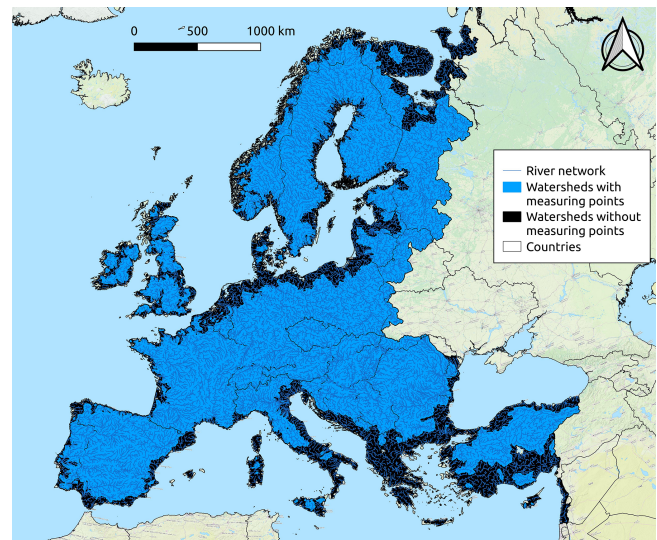 0 500 1000 km
River network
Watersheds with
measuring points
Watersheds without
measuring points
Countries